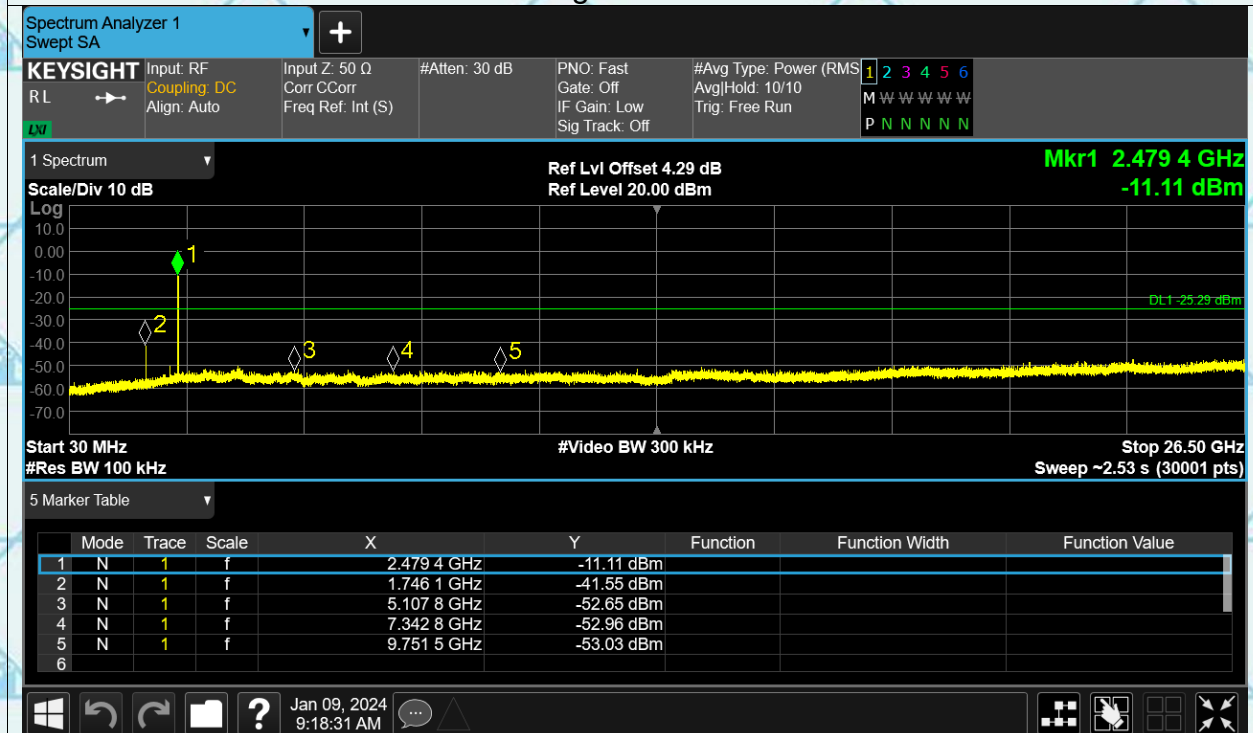 Spectrum Analyzer 1
Swept SA
+
KEYSIGHT
RL
LXI
Input: RF
Coupling: DC
Align: Auto
Input Z: 50 Ω
Corr CCorr
Freq Ref: Int (S)
#Atten: 30 dB
PNO: Fast
Gate: Off
IF Gain: Low
Sig Track: Off
#Avg Type: Power (RMS
Avg|Hold: 10/10
Trig: Free Run
1 2 3 4 5 6
M W W W W W
P N N N N N
1 Spectrum
Scale/Div 10 dB
Ref Lvl Offset 4.29 dB
Ref Level 20.00 dBm
Mkr1 2.479 4 GHz
-11.11 dBm
Log
10.0
0.00
-10.0
-20.0
-30.0
-40.0
-50.0
-60.0
-70.0
1
2
3
4
5
DL1 -25.29 dBm
Start 30 MHz
#Res BW 100 kHz
#Video BW 300 kHz
Stop 26.50 GHz
Sweep ~2.53 s (30001 pts)
5 Marker Table
Mode Trace Scale X Y Function Function Width Function Value
1 N 1 f 2.479 4 GHz -11.11 dBm
2 N 1 f 1.746 1 GHz -41.55 dBm
3 N 1 f 5.107 8 GHz -52.65 dBm
4 N 1 f 7.342 8 GHz -52.96 dBm
5 N 1 f 9.751 5 GHz -53.03 dBm
6
?
Jan 09, 2024
9:18:31 AM